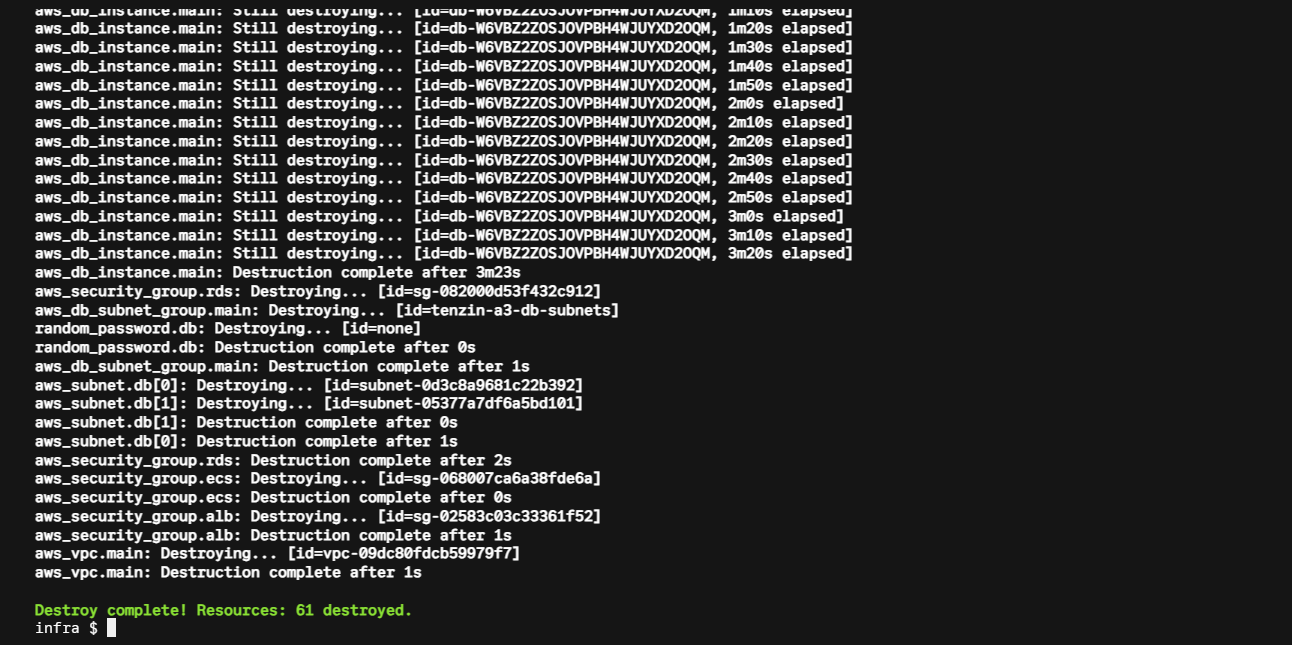 aws_db_instance.main: Still destroying... [id=db-W6VBZ2ZOSJOVPBH4WJUYXD2OQM, 1m10s elapsed]
aws_db_instance.main: Still destroying... [id=db-W6VBZ2ZOSJOVPBH4WJUYXD2OQM, 1m20s elapsed]
aws_db_instance.main: Still destroying... [id=db-W6VBZ2ZOSJOVPBH4WJUYXD2OQM, 1m30s elapsed]
aws_db_instance.main: Still destroying... [id=db-W6VBZ2ZOSJOVPBH4WJUYXD2OQM, 1m40s elapsed]
aws_db_instance.main: Still destroying... [id=db-W6VBZ2ZOSJOVPBH4WJUYXD2OQM, 1m50s elapsed]
aws_db_instance.main: Still destroying... [id=db-W6VBZ2ZOSJOVPBH4WJUYXD2OQM, 2m0s elapsed]
aws_db_instance.main: Still destroying... [id=db-W6VBZ2ZOSJOVPBH4WJUYXD2OQM, 2m10s elapsed]
aws_db_instance.main: Still destroying... [id=db-W6VBZ2ZOSJOVPBH4WJUYXD2OQM, 2m20s elapsed]
aws_db_instance.main: Still destroying... [id=db-W6VBZ2ZOSJOVPBH4WJUYXD2OQM, 2m30s elapsed]
aws_db_instance.main: Still destroying... [id=db-W6VBZ2ZOSJOVPBH4WJUYXD2OQM, 2m40s elapsed]
aws_db_instance.main: Still destroying... [id=db-W6VBZ2ZOSJOVPBH4WJUYXD2OQM, 2m50s elapsed]
aws_db_instance.main: Still destroying... [id=db-W6VBZ2ZOSJOVPBH4WJUYXD2OQM, 3m0s elapsed]
aws_db_instance.main: Still destroying... [id=db-W6VBZ2ZOSJOVPBH4WJUYXD2OQM, 3m10s elapsed]
aws_db_instance.main: Still destroying... [id=db-W6VBZ2ZOSJOVPBH4WJUYXD2OQM, 3m20s elapsed]
aws_db_instance.main: Destruction complete after 3m23s
aws_security_group.rds: Destroying... [id=sg-082000d53f432c912]
aws_db_subnet_group.main: Destroying... [id=tenzin-a3-db-subnets]
random_password.db: Destroying... [id=none]
random_password.db: Destruction complete after 0s
aws_db_subnet_group.main: Destruction complete after 1s
aws_subnet.db[0]: Destroying... [id=subnet-0d3c8a9681c22b392]
aws_subnet.db[1]: Destroying... [id=subnet-05377a7df6a5bd101]
aws_subnet.db[1]: Destruction complete after 0s
aws_subnet.db[0]: Destruction complete after 1s
aws_security_group.rds: Destruction complete after 2s
aws_security_group.ecs: Destroying... [id=sg-068007ca6a38fde6a]
aws_security_group.ecs: Destruction complete after 0s
aws_security_group.alb: Destroying... [id=sg-02583c03c33361f52]
aws_security_group.alb: Destruction complete after 1s
aws_vpc.main: Destroying... [id=vpc-09dc80fdcb59979f7]
aws_vpc.main: Destruction complete after 1s
Destroy complete! Resources: 61 destroyed.
infra $